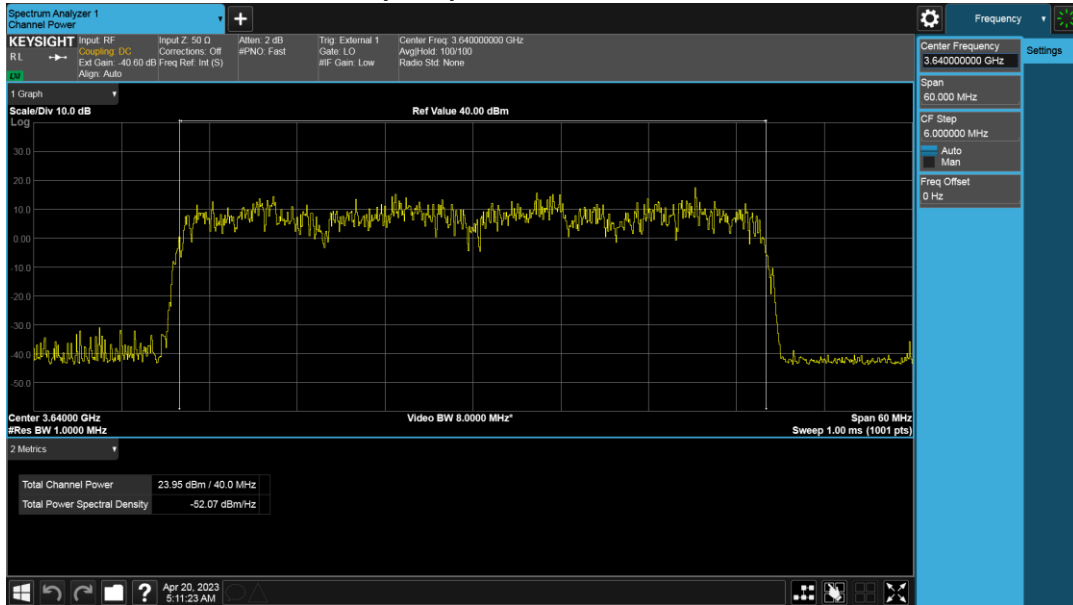 Spectrum Analyzer 1
Channel Power
+
Frequency
KEYSIGHT
RL
Input: RF
Coupling: DC
Ext Gain: -40.60 dB
Align: Auto
Input Z: 50 Ω
Corrections: Off
Freq Ref: Int (S)
Atten: 2 dB
#PNO: Fast
Trig: External 1
Gate: LO
#IF Gain: Low
Center Freq: 3.640000000 GHz
Avg|Hold: 100/100
Radio Std: None
Center Frequency
3.640000000 GHz
Settings
Span
60.000 MHz
CF Step
6.000000 MHz
Auto
Man
Freq Offset
0 Hz
1 Graph
Scale/Div 10.0 dB
Ref Value 40.00 dBm
Log
30.0
20.0
10.0
0.00
-10.0
-20.0
-30.0
-40.0
-50.0
Center 3.64000 GHz
Video BW 8.0000 MHz*
Span 60 MHz
#Res BW 1.0000 MHz
Sweep 1.00 ms (1001 pts)
2 Metrics
Total Channel Power 23.95 dBm / 40.0 MHz
Total Power Spectral Density -52.07 dBm/Hz
?
Apr 20, 2023
5:11:23 AM